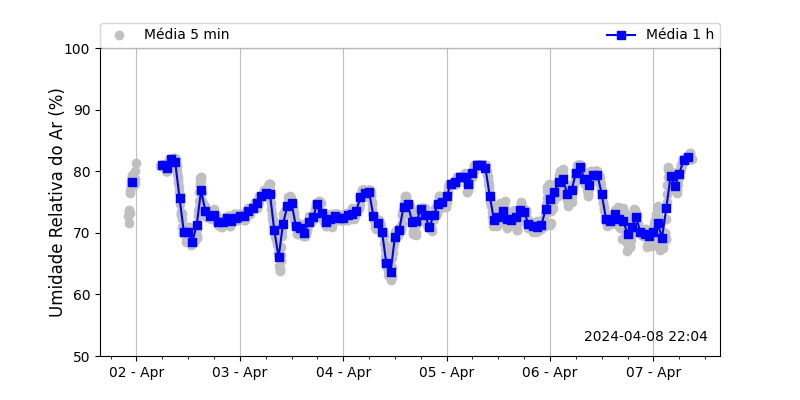 Média 5 min
Média 1 h
Umidade Relativa do Ar (%)
100
90
80
70
60
50
2024-04-08 22:04
02 - Apr
03 - Apr
04 - Apr
05 - Apr
06 - Apr
07 - Apr